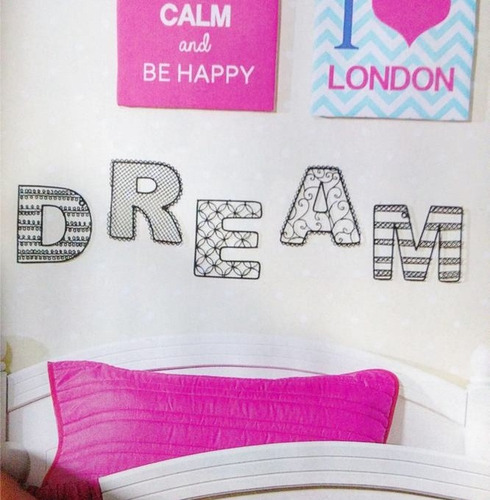 CALM
and
BE HAPPY
I
LONDON
DREAM